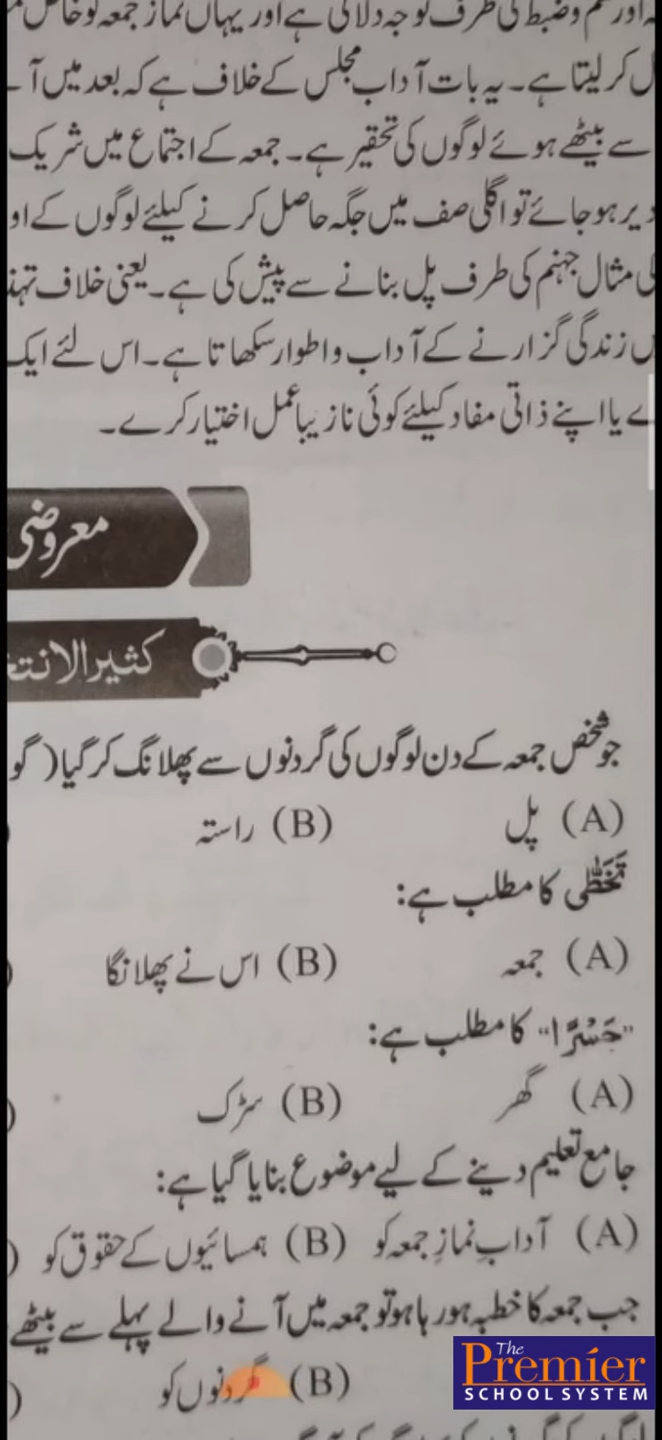 اور نظم و ضبط کی طرف توجہ دلائی ہے اور یہاں نماز جمعہ کو خاص
کر لیتا ہے۔ یہ بات آداب مجلس کے خلاف ہے کہ بعد میں آ
سے بیٹھے ہوئے لوگوں کی تحقیر ہے۔ جمعہ کے اجتماع میں شریک
دیر ہو جائے تو اگلی صف میں جگہ حاصل کرنے کیلئے لوگوں کے او
کی مثال جہنم کی طرف پل بنانے سے پیش کی ہے۔ یعنی خلاف تہذ
زندگی گزارنے کے آداب و اطوار سکھاتا ہے۔ اس لئے ایک
یا اپنے ذاتی مفاد کیلئے کوئی نازیبا عمل اختیار کرے۔
معروضی
کثیر الانتخ
جو شخص جمعہ کے دن لوگوں کی گردنوں سے پھلانگ کر گیا (گو
(A) پل (B) راستہ
تَخَطّٰی کا مطلب ہے:
(A) جمعہ (B) اس نے پھلانگا
"حَسْرًا" کا مطلب ہے:
(A) گھر (B) سڑک
جامع تعلیم دینے کے لیے موضوع بنایا گیا ہے:
(A) آدابِ نمازِ جمعہ کو (B) ہمسائیوں کے حقوق کو
جب جمعہ کا خطبہ ہو رہا ہو تو جمعہ میں آنے والے پہلے سے بیٹھے
(B) گردنوں کو
The
Premier
SCHOOL SYSTEM